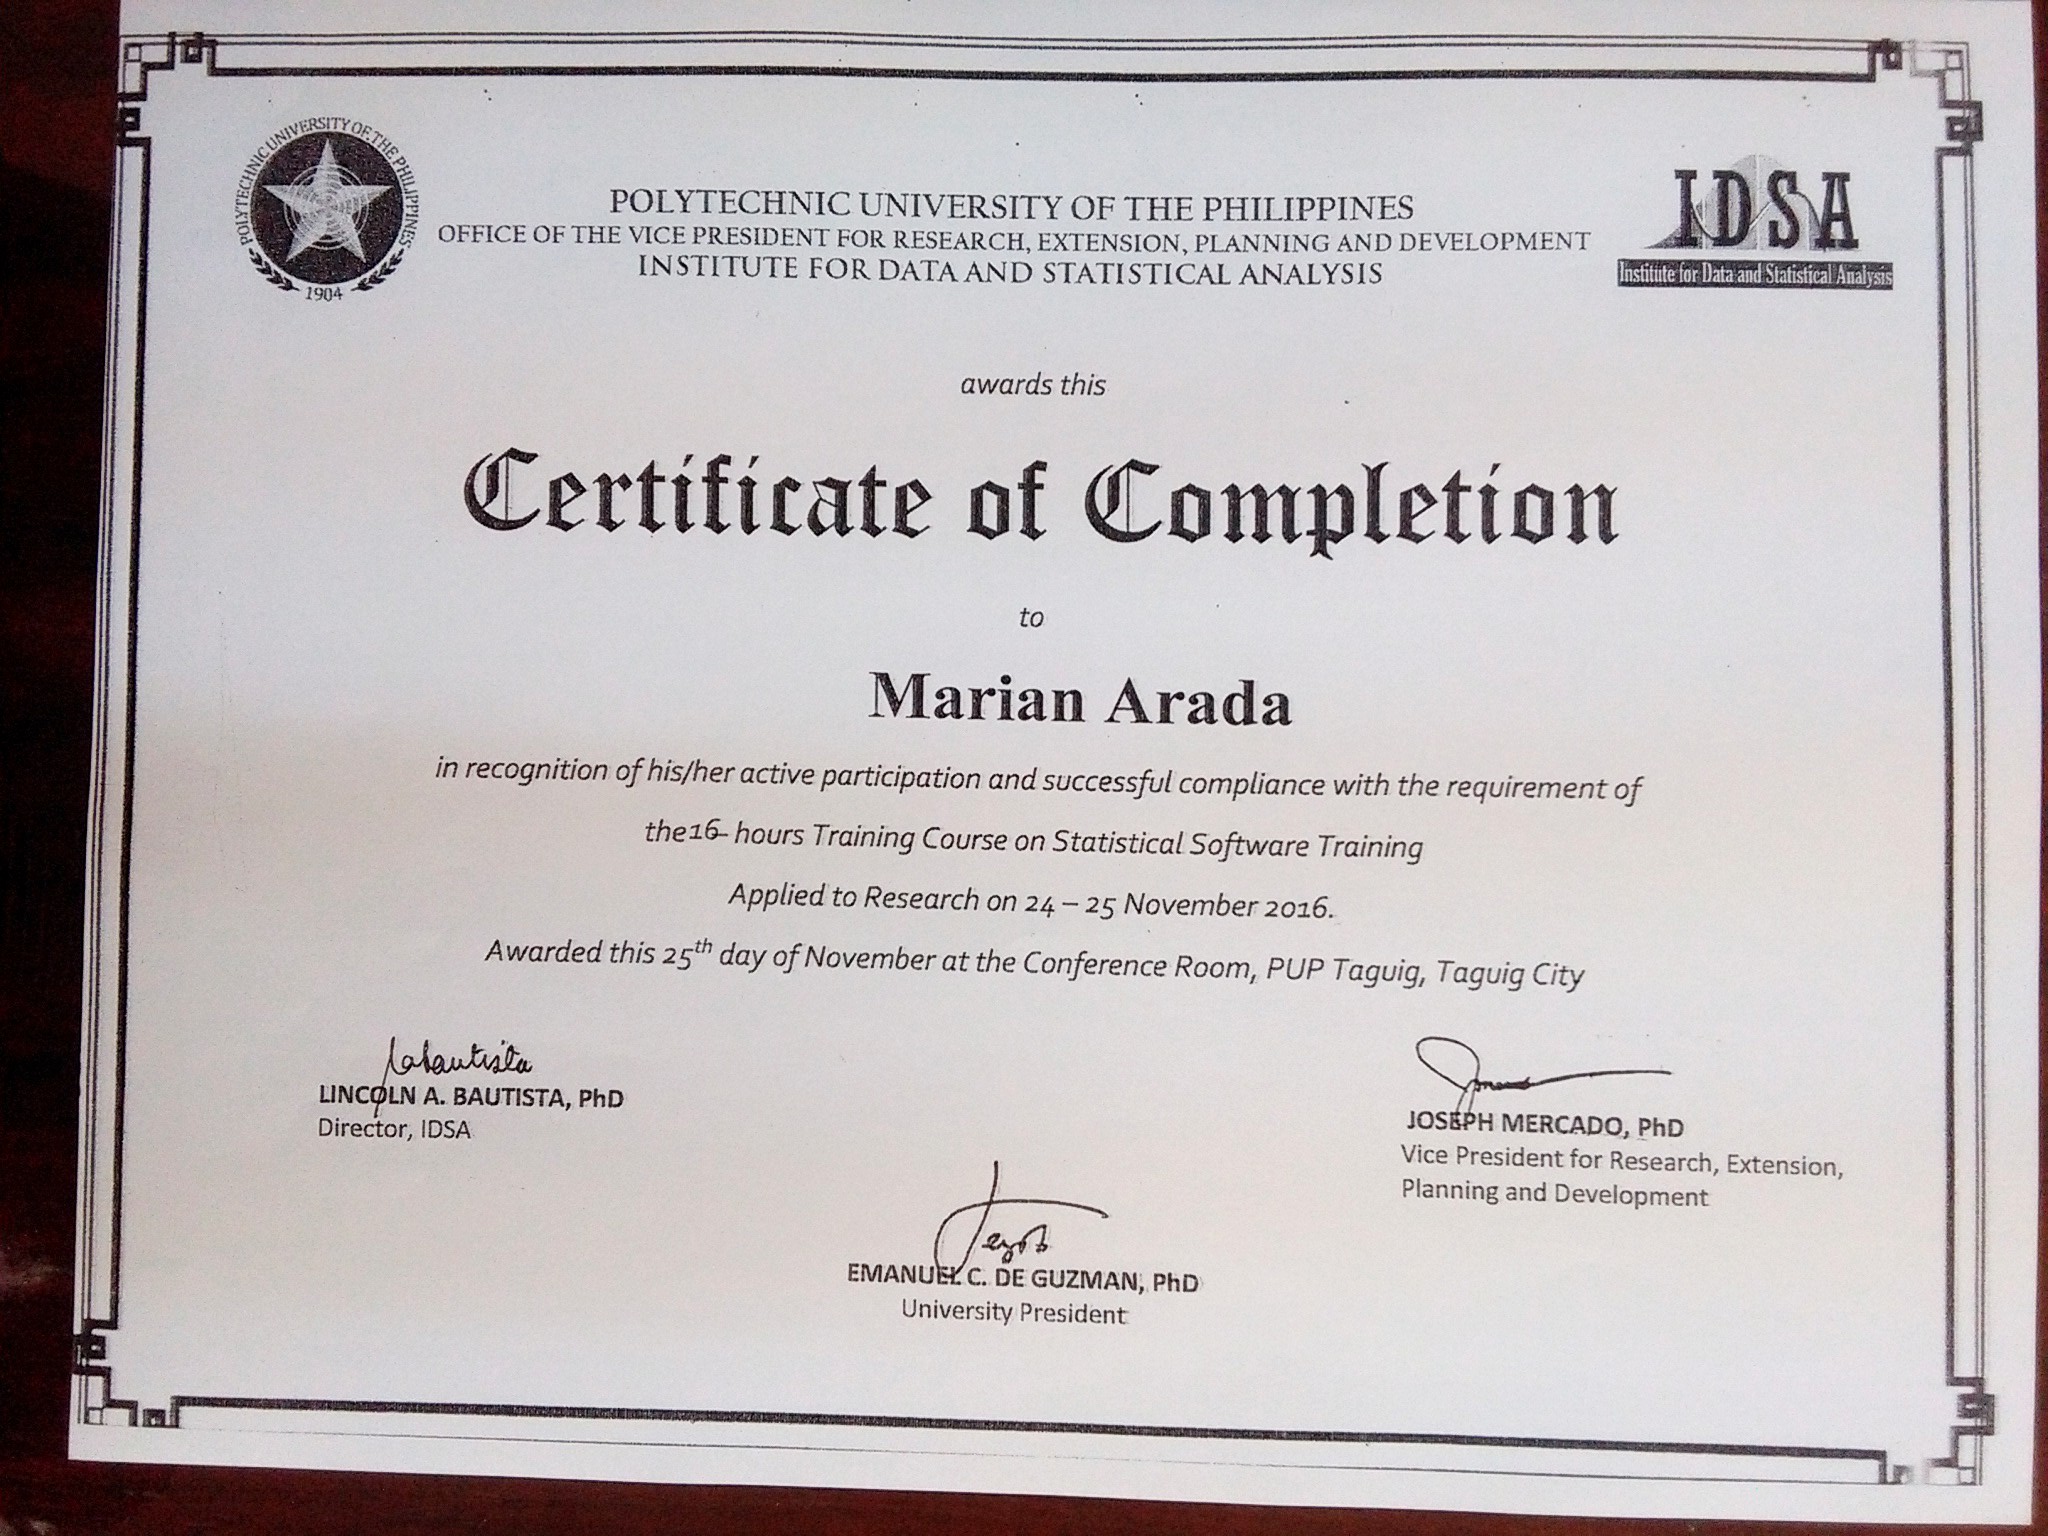 POLYTECHNIC UNIVERSITY OF THE PHILIPPINES
1904
POLYTECHNIC UNIVERSITY OF THE PHILIPPINES
OFFICE OF THE VICE PRESIDENT FOR RESEARCH, EXTENSION, PLANNING AND DEVELOPMENT
INSTITUTE FOR DATA AND STATISTICAL ANALYSIS
IDSA
Institute for Data and Statistical Analysis
awards this
Certificate of Completion
to
Marian Arada
in recognition of his/her active participation and successful compliance with the requirement of
the 16- hours Training Course on Statistical Software Training
Applied to Research on 24 – 25 November 2016.
Awarded this 25th day of November at the Conference Room, PUP Taguig, Taguig City
LINCOLN A. BAUTISTA, PhD
Director, IDSA
JOSEPH MERCADO, PhD
Vice President for Research, Extension,
Planning and Development
EMANUEL C. DE GUZMAN, PhD
University President